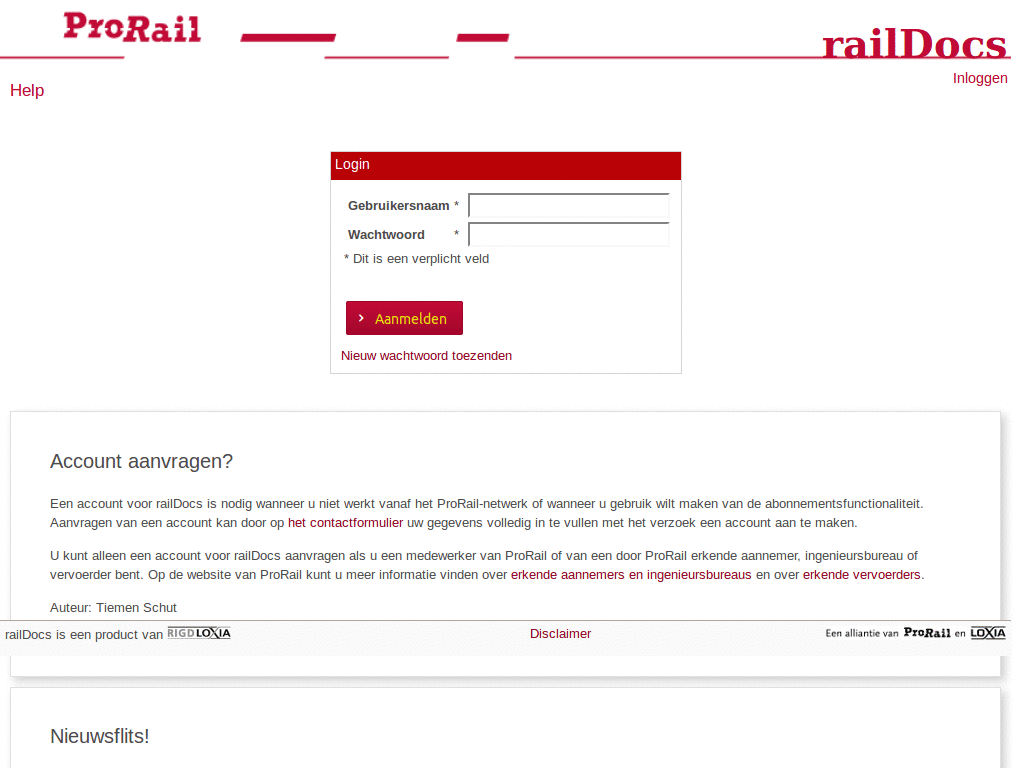 ProRail
railDocs
Inloggen
Help
Login
Gebruikersnaam *
Wachtwoord *
* Dit is een verplicht veld
Aanmelden
Nieuw wachtwoord toezenden
Account aanvragen?
Een account voor railDocs is nodig wanneer u niet werkt vanaf het ProRail-netwerk of wanneer u gebruik wilt maken van de abonnementsfunctionaliteit.
Aanvragen van een account kan door op het contactformulier uw gegevens volledig in te vullen met het verzoek een account aan te maken.
U kunt alleen een account voor railDocs aanvragen als u een medewerker van ProRail of van een door ProRail erkende aannemer, ingenieursbureau of
vervoerder bent. Op de website van ProRail kunt u meer informatie vinden over erkende aannemers en ingenieursbureaus en over erkende vervoerders.
Auteur: Tiemen Schut
railDocs is een product van RIGDLOXIA
Disclaimer
Een alliantie van ProRail en LOXIA
Nieuwsflits!